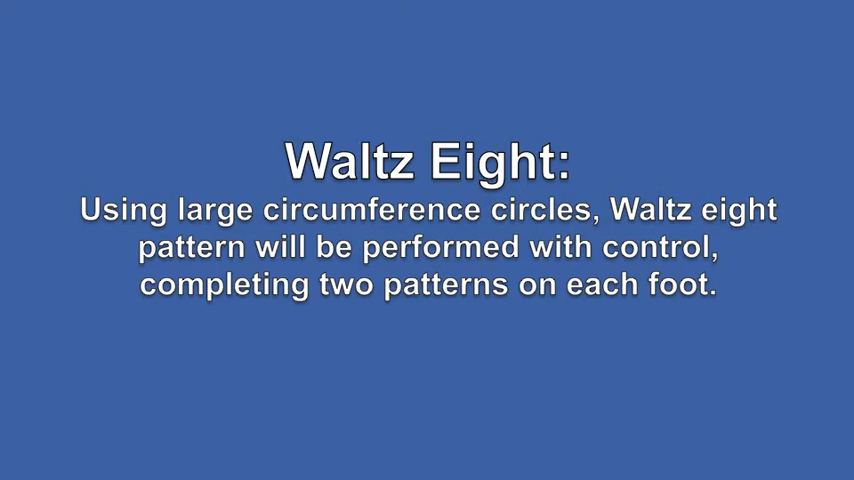 Waltz Eight:
Using large circumference circles, Waltz eight
pattern will be performed with control,
completing two patterns on each foot.